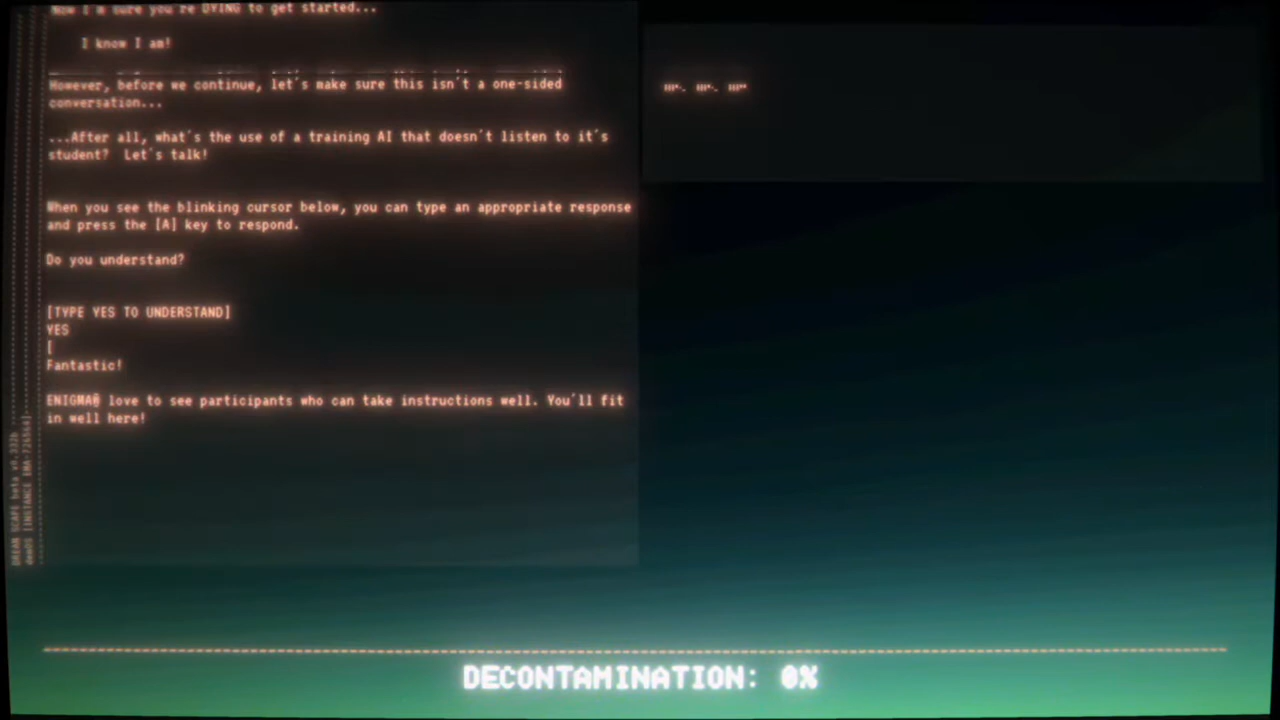 Now I'm sure you're DYING to get started...
I know I am!
However, before we continue, let's make sure this isn't a one-sided
conversation...
...After all, what's the use of a training AI that doesn't listen to it's
student?  Let's talk!
When you see the blinking cursor below, you can type an appropriate response
and press the [A] key to respond.
Do you understand?
[TYPE YES TO UNDERSTAND]
YES
[
Fantastic!
ENIGMA@ love to see participants who can take instructions well. You'll fit
in well here!
DECONTAMINATION: 0%